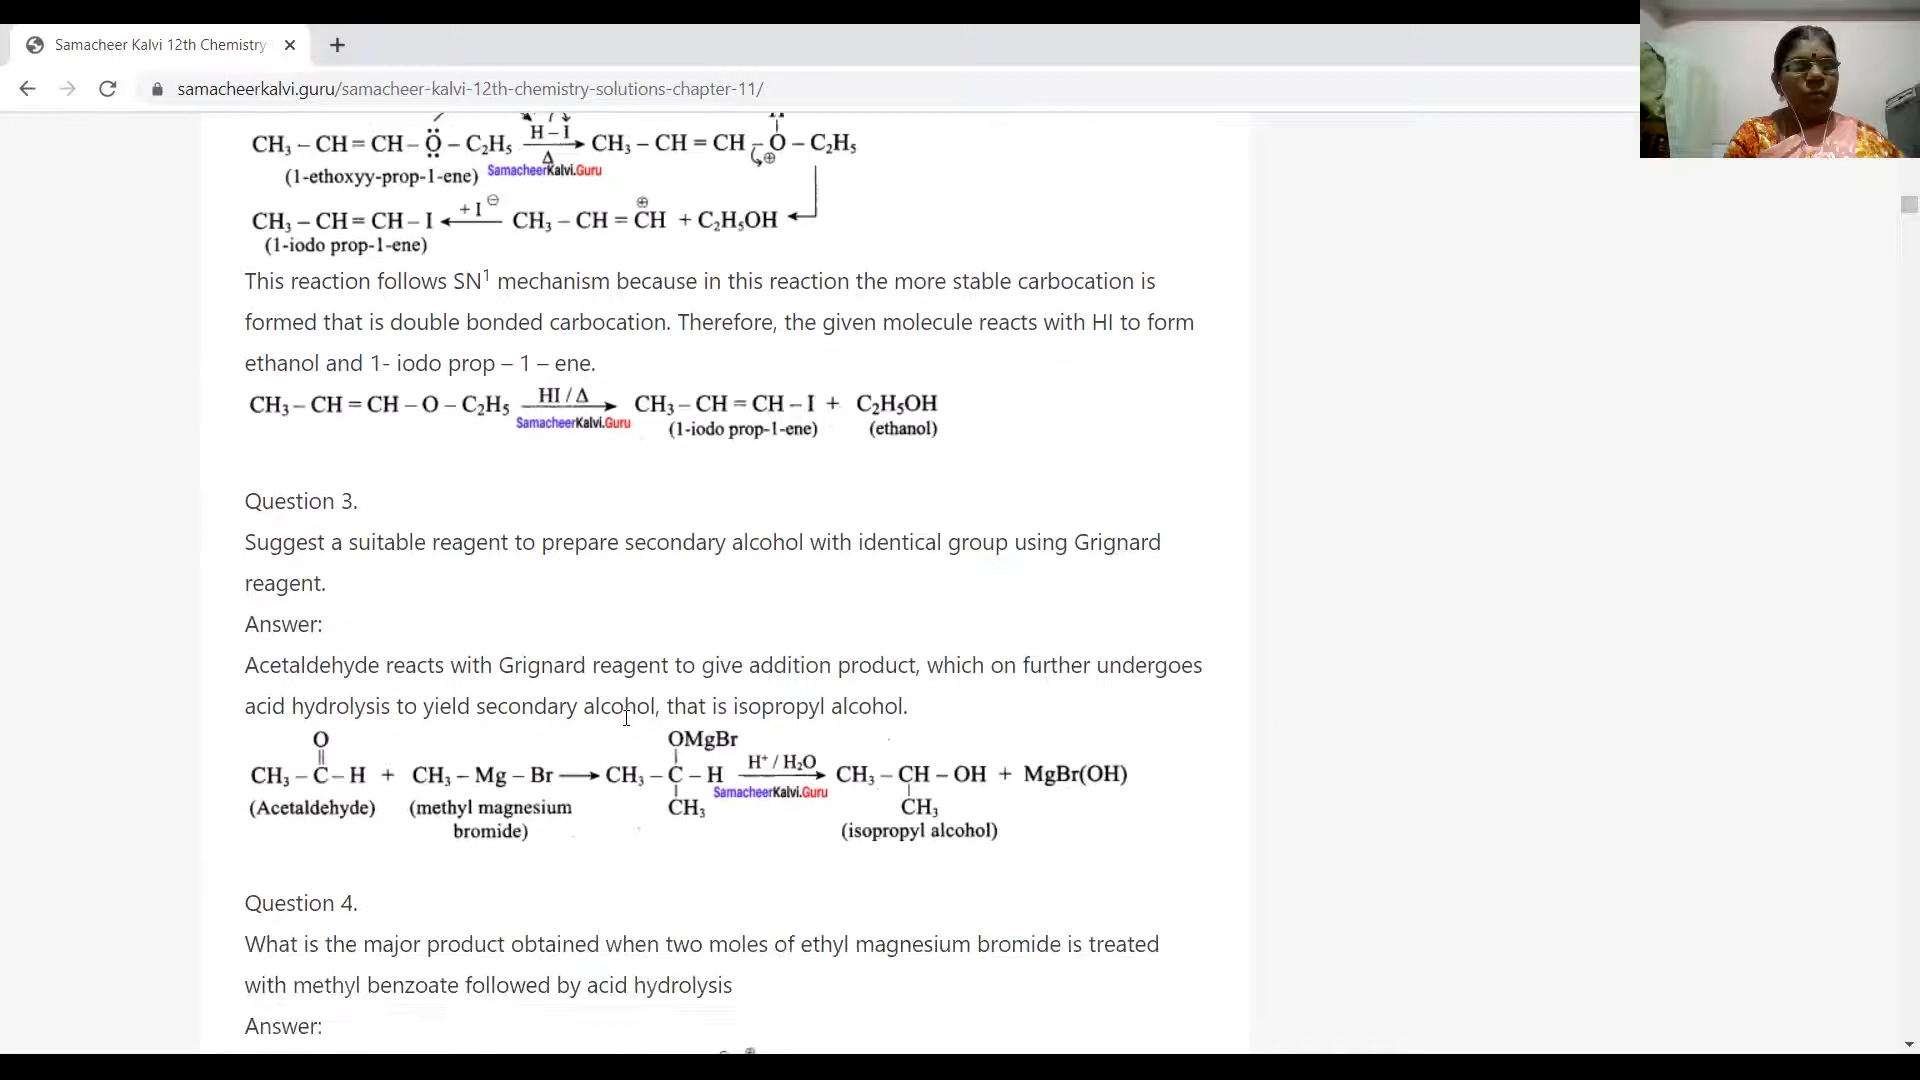 Samacheer Kalvi 12th Chemistry
samacheerkalvi.guru/samacheer-kalvi-12th-chemistry-solutions-chapter-11/
CH₃ – CH = CH – Ö – C₂H₅ H – I Δ CH₃ – CH = CH – O – C₂H₅
⊕
(1-ethoxyy-prop-1-ene) SamacheerKalvi.Guru
CH₃ – CH = CH – I + I⊖ CH₃ – CH = C⊕H + C₂H₅OH
(1-iodo prop-1-ene)
This reaction follows SN¹ mechanism because in this reaction the more stable carbocation is
formed that is double bonded carbocation. Therefore, the given molecule reacts with HI to form
ethanol and 1- iodo prop – 1 – ene.
CH₃ – CH = CH – O – C₂H₅ HI / Δ CH₃ – CH = CH – I + C₂H₅OH
SamacheerKalvi.Guru (1-iodo prop-1-ene) (ethanol)
Question 3.
Suggest a suitable reagent to prepare secondary alcohol with identical group using Grignard
reagent.
Answer:
Acetaldehyde reacts with Grignard reagent to give addition product, which on further undergoes
acid hydrolysis to yield secondary alcohol, that is isopropyl alcohol.
O OMgBr
CH₃ – C – H + CH₃ – Mg – Br ⟶ CH₃ – C – H H⁺ / H₂O CH₃ – CH – OH + MgBr(OH)
SamacheerKalvi.Guru
(Acetaldehyde) (methyl magnesium CH₃ CH₃
bromide) (isopropyl alcohol)
Question 4.
What is the major product obtained when two moles of ethyl magnesium bromide is treated
with methyl benzoate followed by acid hydrolysis
Answer: